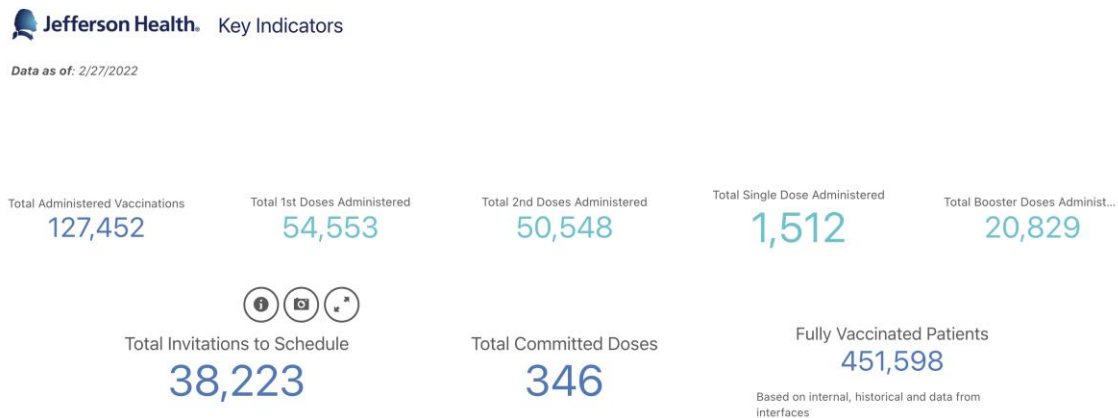 Jefferson Health® Key Indicators
Data as of: 2/27/2022
Total Administered Vaccinations
127,452
Total 1st Doses Administered
54,553
Total 2nd Doses Administered
50,548
Total Single Dose Administered
1,512
Total Booster Doses Administ...
20,829
Total Invitations to Schedule
38,223
Total Committed Doses
346
Fully Vaccinated Patients
451,598
Based on internal, historical and data from
interfaces